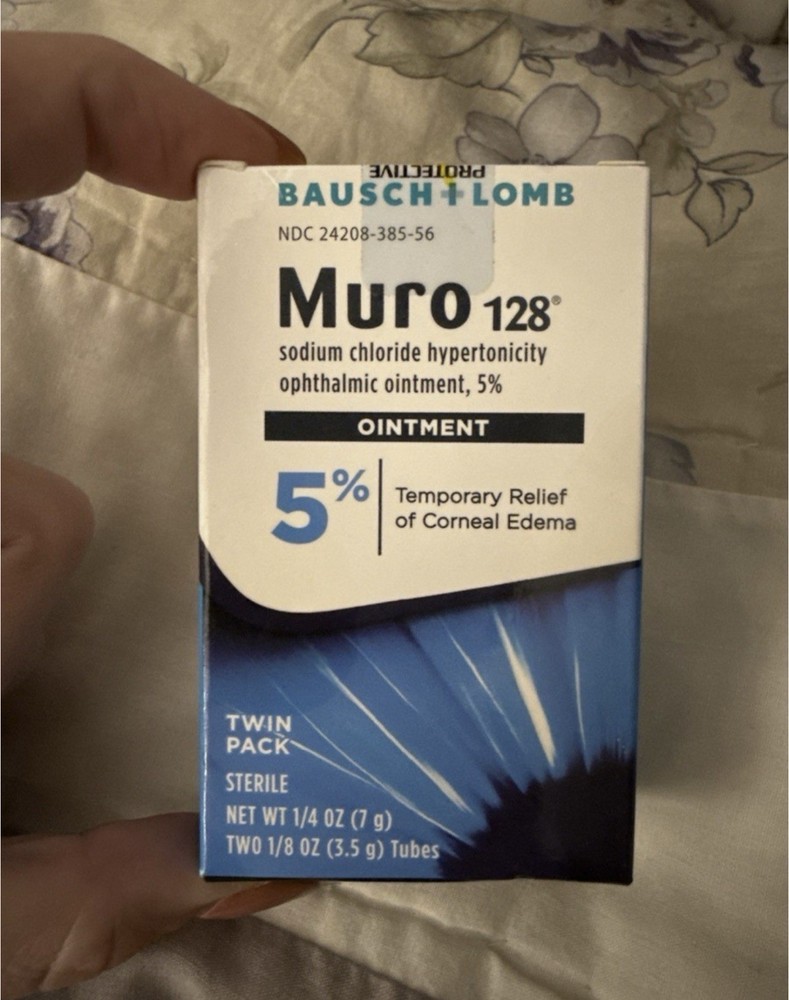 PROTECTIVE
BAUSCH + LOMB
NDC 24208-385-56
Muro 128®
sodium chloride hypertonicity
ophthalmic ointment, 5%
OINTMENT
5%
Temporary Relief
of Corneal Edema
TWIN
PACK
STERILE
NET WT 1/4 OZ (7 g)
TWO 1/8 OZ (3.5 g) Tubes